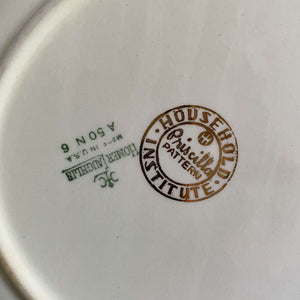 HOMER LAUGHLIN
MADE IN U.S.A.
A 50 N 6
HOUSEHOLD
INSTITUTE
Priscilla
PATTERN